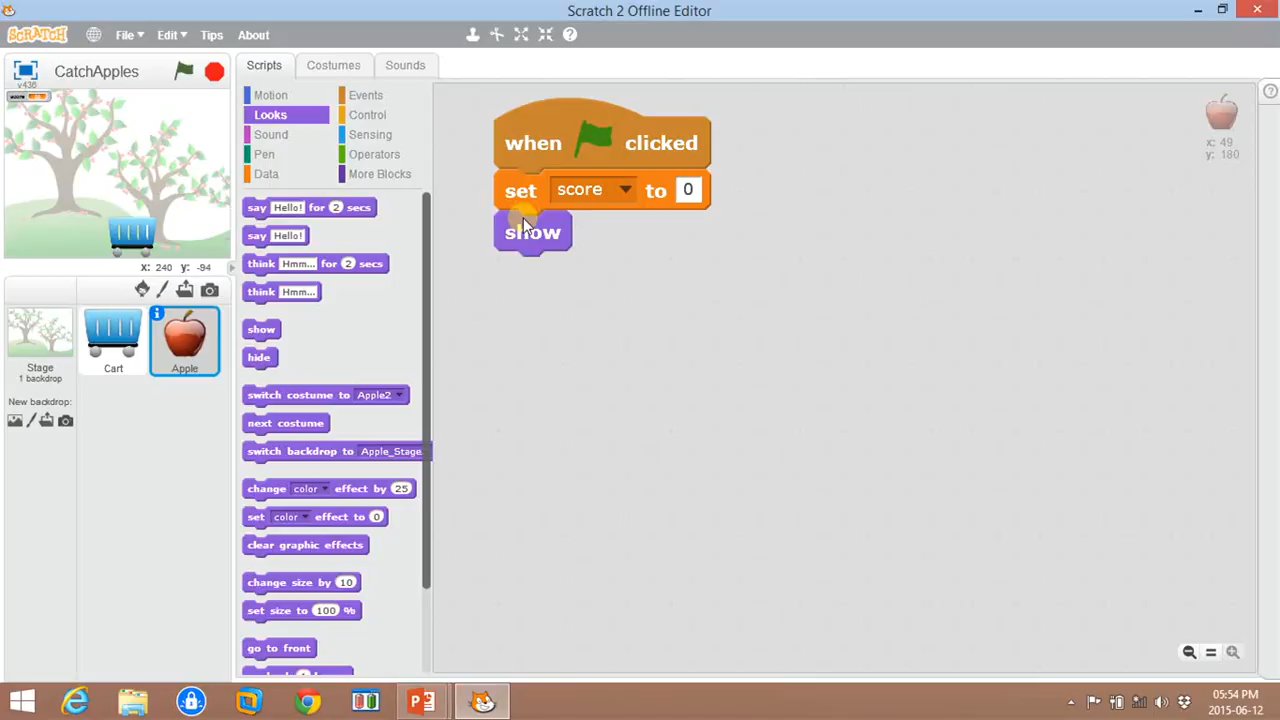 Scratch 2 Offline Editor
SCRATCH File Edit Tips About
CatchApples
v436
score
x: 240 y: -94
Stage
1 backdrop
New backdrop:
Cart
Apple
Scripts Costumes Sounds
Motion Events
Looks Control
Sound Sensing
Pen Operators
Data More Blocks
say Hello! for 2 secs
say Hello!
think Hmm... for 2 secs
think Hmm...
show
hide
switch costume to Apple2
next costume
switch backdrop to Apple_Stage
change color effect by 25
set color effect to 0
clear graphic effects
change size by 10
set size to 100 %
go to front
when clicked
set score to 0
show
x: 49
y: 180
05:54 PM
2015-06-12